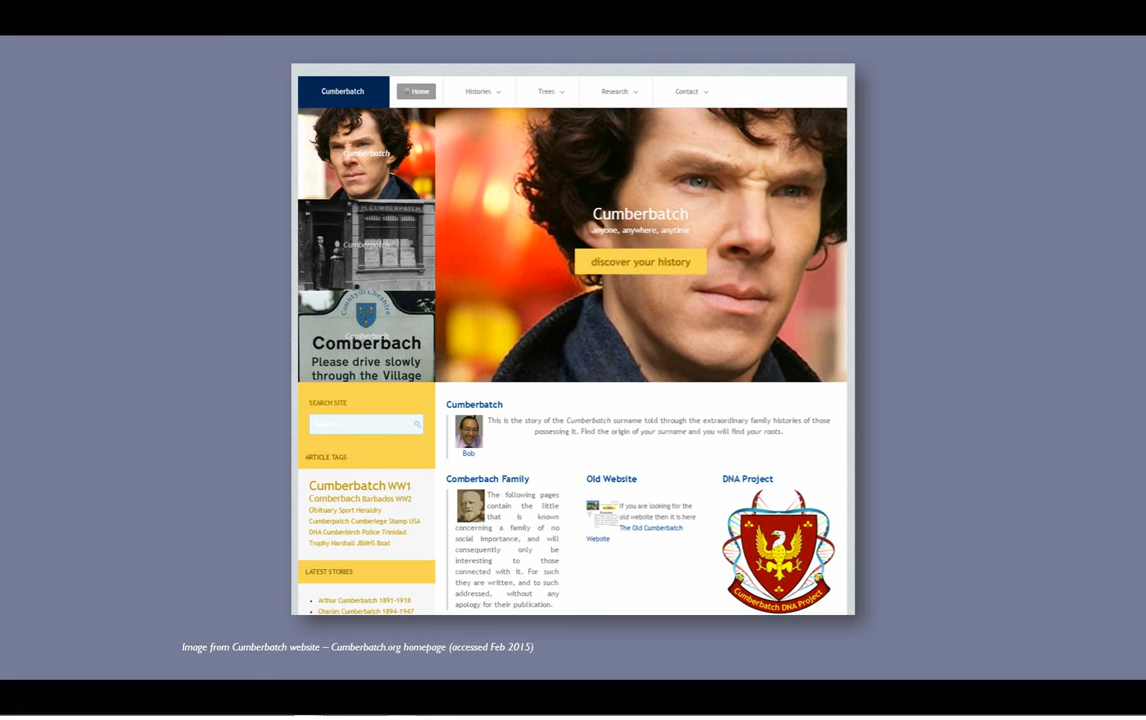 Cumberbatch
Home
Histories
Trees
Research
Contact
Cumberbatch
H. CUMBERPATCH.
Cumberpatch
County of Cheshire
Comberbach
Comberbach
Please drive slowly
through the Village
Cumberbatch
anyone, anywhere, anytime
discover your history
SEARCH SITE
ARTICLE TAGS
Cumberbatch WW1
Comberbach Barbados WW2
Obituary Sport Heraldry
Cumberpatch Cumberlege Stamp USA
DNA Cumberbirch Police Trinidad
Trophy Marshall JBMHS Boat
LATEST STORIES
Arthur Cumberbatch 1891-1918
Charles Cumberbatch 1894-1947
Cumberbatch
This is the story of the Cumberbatch surname told through the extraordinary family histories of those
possessing it. Find the origin of your surname and you will find your roots.
Bob
Comberbach Family
The following pages
contain the little
that is known
concerning a family of no
social importance, and will
consequently only be
interesting to those
connected with it. For such
they are written, and to such
addressed, without any
apology for their publication.
Old Website
If you are looking for the
old website then it is here
The Old Cumberbatch
Website
DNA Project
Cumberbatch DNA Project
Image from Cumberbatch website – Cumberbatch.org homepage (accessed Feb 2015)